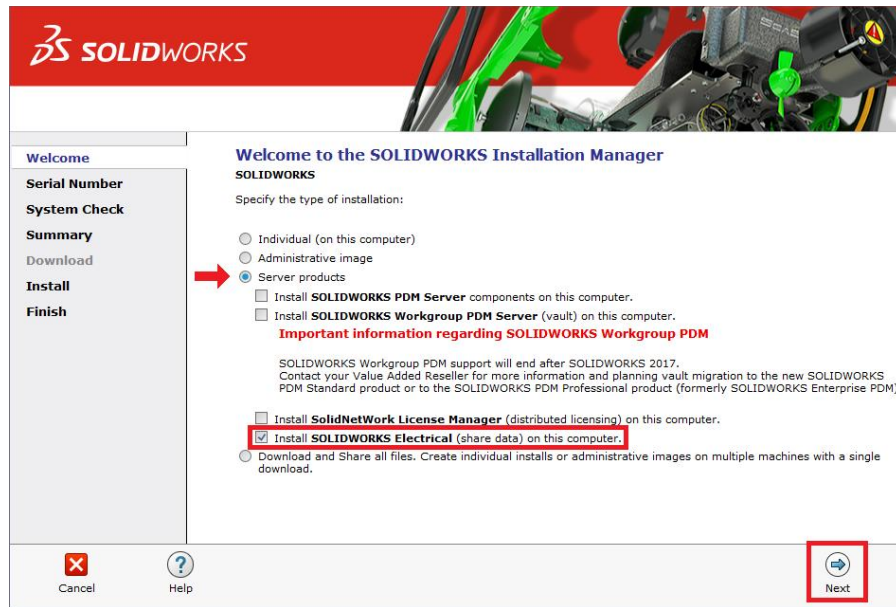 SOLIDWORKS
Welcome
Serial Number
System Check
Summary
Download
Install
Finish
Welcome to the SOLIDWORKS Installation Manager
SOLIDWORKS
Specify the type of installation:
Individual (on this computer)
Administrative image
Server products
Install SOLIDWORKS PDM Server components on this computer.
Install SOLIDWORKS Workgroup PDM Server (vault) on this computer.
Important information regarding SOLIDWORKS Workgroup PDM
SOLIDWORKS Workgroup PDM support will end after SOLIDWORKS 2017.
Contact your Value Added Reseller for more information and planning vault migration to the new SOLIDWORKS
PDM Standard product or to the SOLIDWORKS PDM Professional product (formerly SOLIDWORKS Enterprise PDM)
Install SolidNetWork License Manager (distributed licensing) on this computer.
Install SOLIDWORKS Electrical (share data) on this computer.
Download and Share all files. Create individual installs or administrative images on multiple machines with a single
download.
Cancel
Help
Next